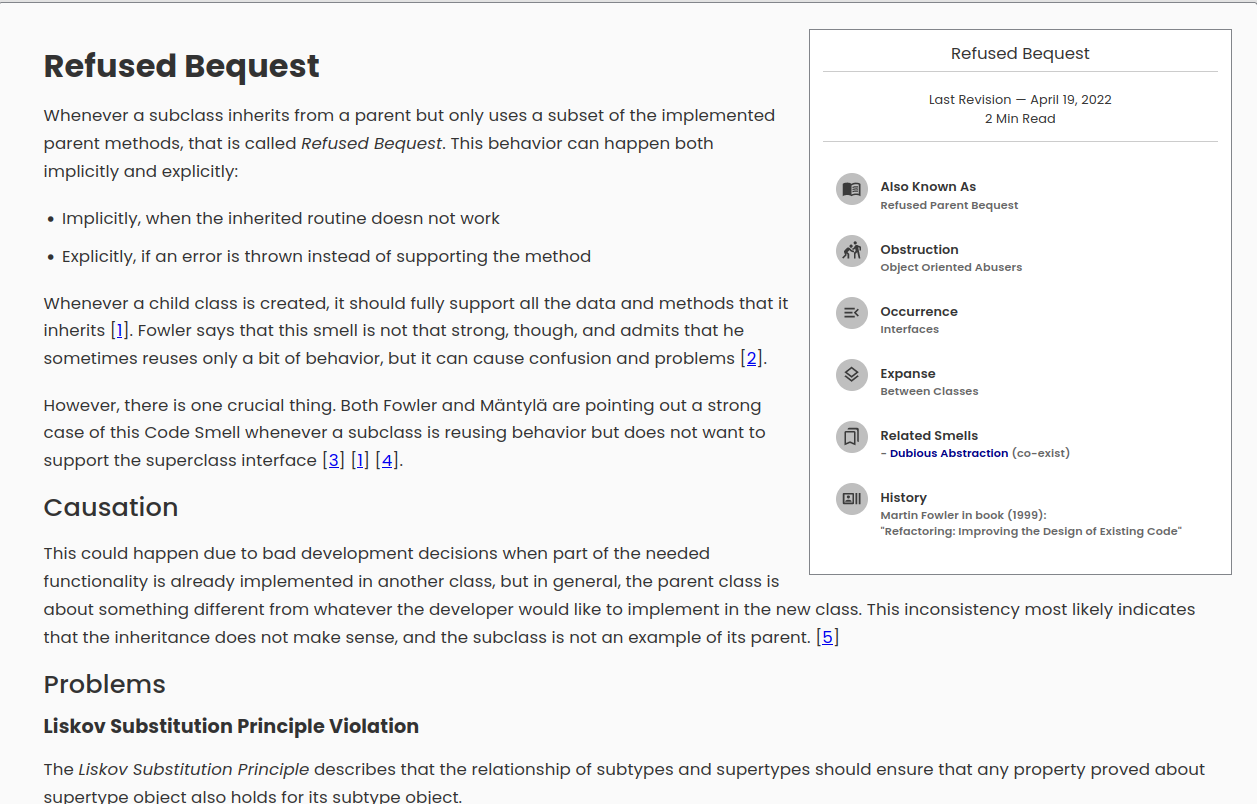 Refused Bequest
Whenever a subclass inherits from a parent but only uses a subset of the implemented
parent methods, that is called Refused Bequest. This behavior can happen both
implicitly and explicitly:
• Implicitly, when the inherited routine doesn not work
• Explicitly, if an error is thrown instead of supporting the method
Whenever a child class is created, it should fully support all the data and methods that it
inherits [1]. Fowler says that this smell is not that strong, though, and admits that he
sometimes reuses only a bit of behavior, but it can cause confusion and problems [2].
However, there is one crucial thing. Both Fowler and Mäntylä are pointing out a strong
case of this Code Smell whenever a subclass is reusing behavior but does not want to
support the superclass interface [3] [1] [4].
Causation
This could happen due to bad development decisions when part of the needed
functionality is already implemented in another class, but in general, the parent class is
about something different from whatever the developer would like to implement in the new class. This inconsistency most likely indicates
that the inheritance does not make sense, and the subclass is not an example of its parent. [5]
Problems
Liskov Substitution Principle Violation
The Liskov Substitution Principle describes that the relationship of subtypes and supertypes should ensure that any property proved about
supertype object also holds for its subtype object.
Refused Bequest
Last Revision — April 19, 2022
2 Min Read
Also Known As
Refused Parent Bequest
Obstruction
Object Oriented Abusers
Occurrence
Interfaces
Expanse
Between Classes
Related Smells
- Dubious Abstraction (co-exist)
History
Martin Fowler in book (1999):
"Refactoring: Improving the Design of Existing Code"